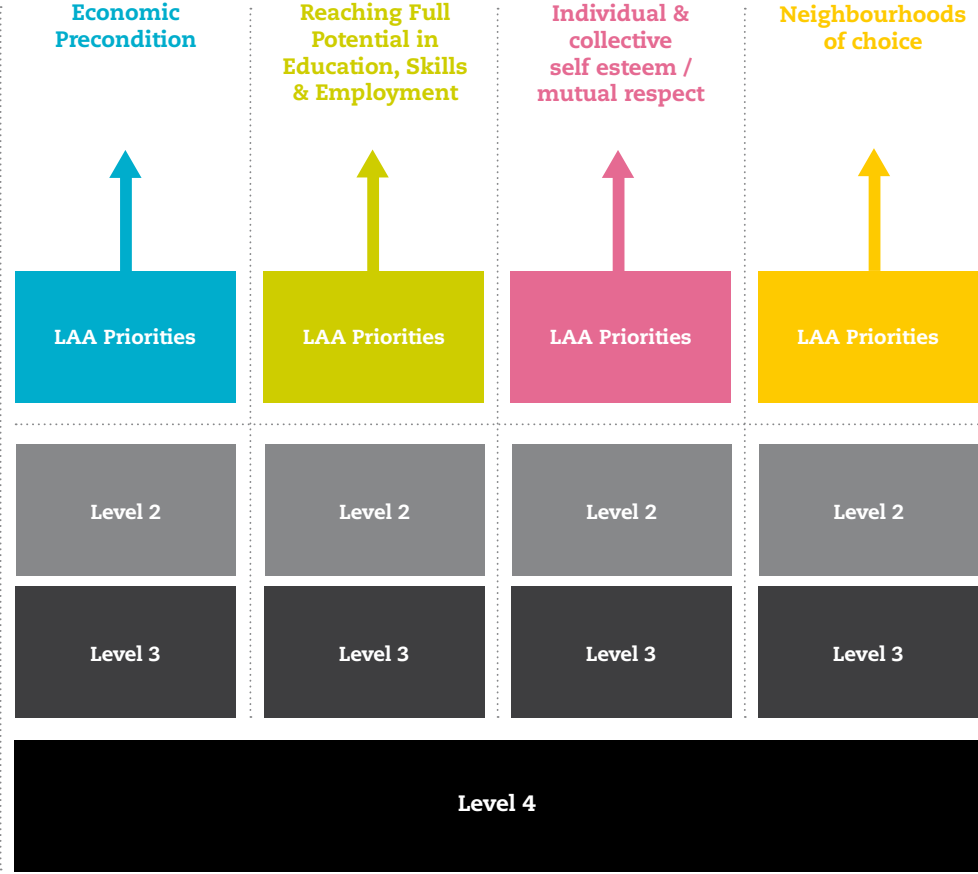 Economic
Precondition
Reaching Full
Potential in
Education, Skills
& Employment
Individual &
collective
self esteem /
mutual respect
Neighbourhoods
of choice
LAA Priorities
LAA Priorities
LAA Priorities
LAA Priorities
Level 2
Level 2
Level 2
Level 2
Level 3
Level 3
Level 3
Level 3
Level 4